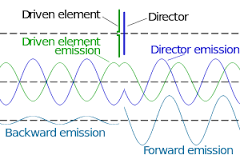 Driven element
Director
Driven element
emission
Director emission
Backward emission
Forward emission